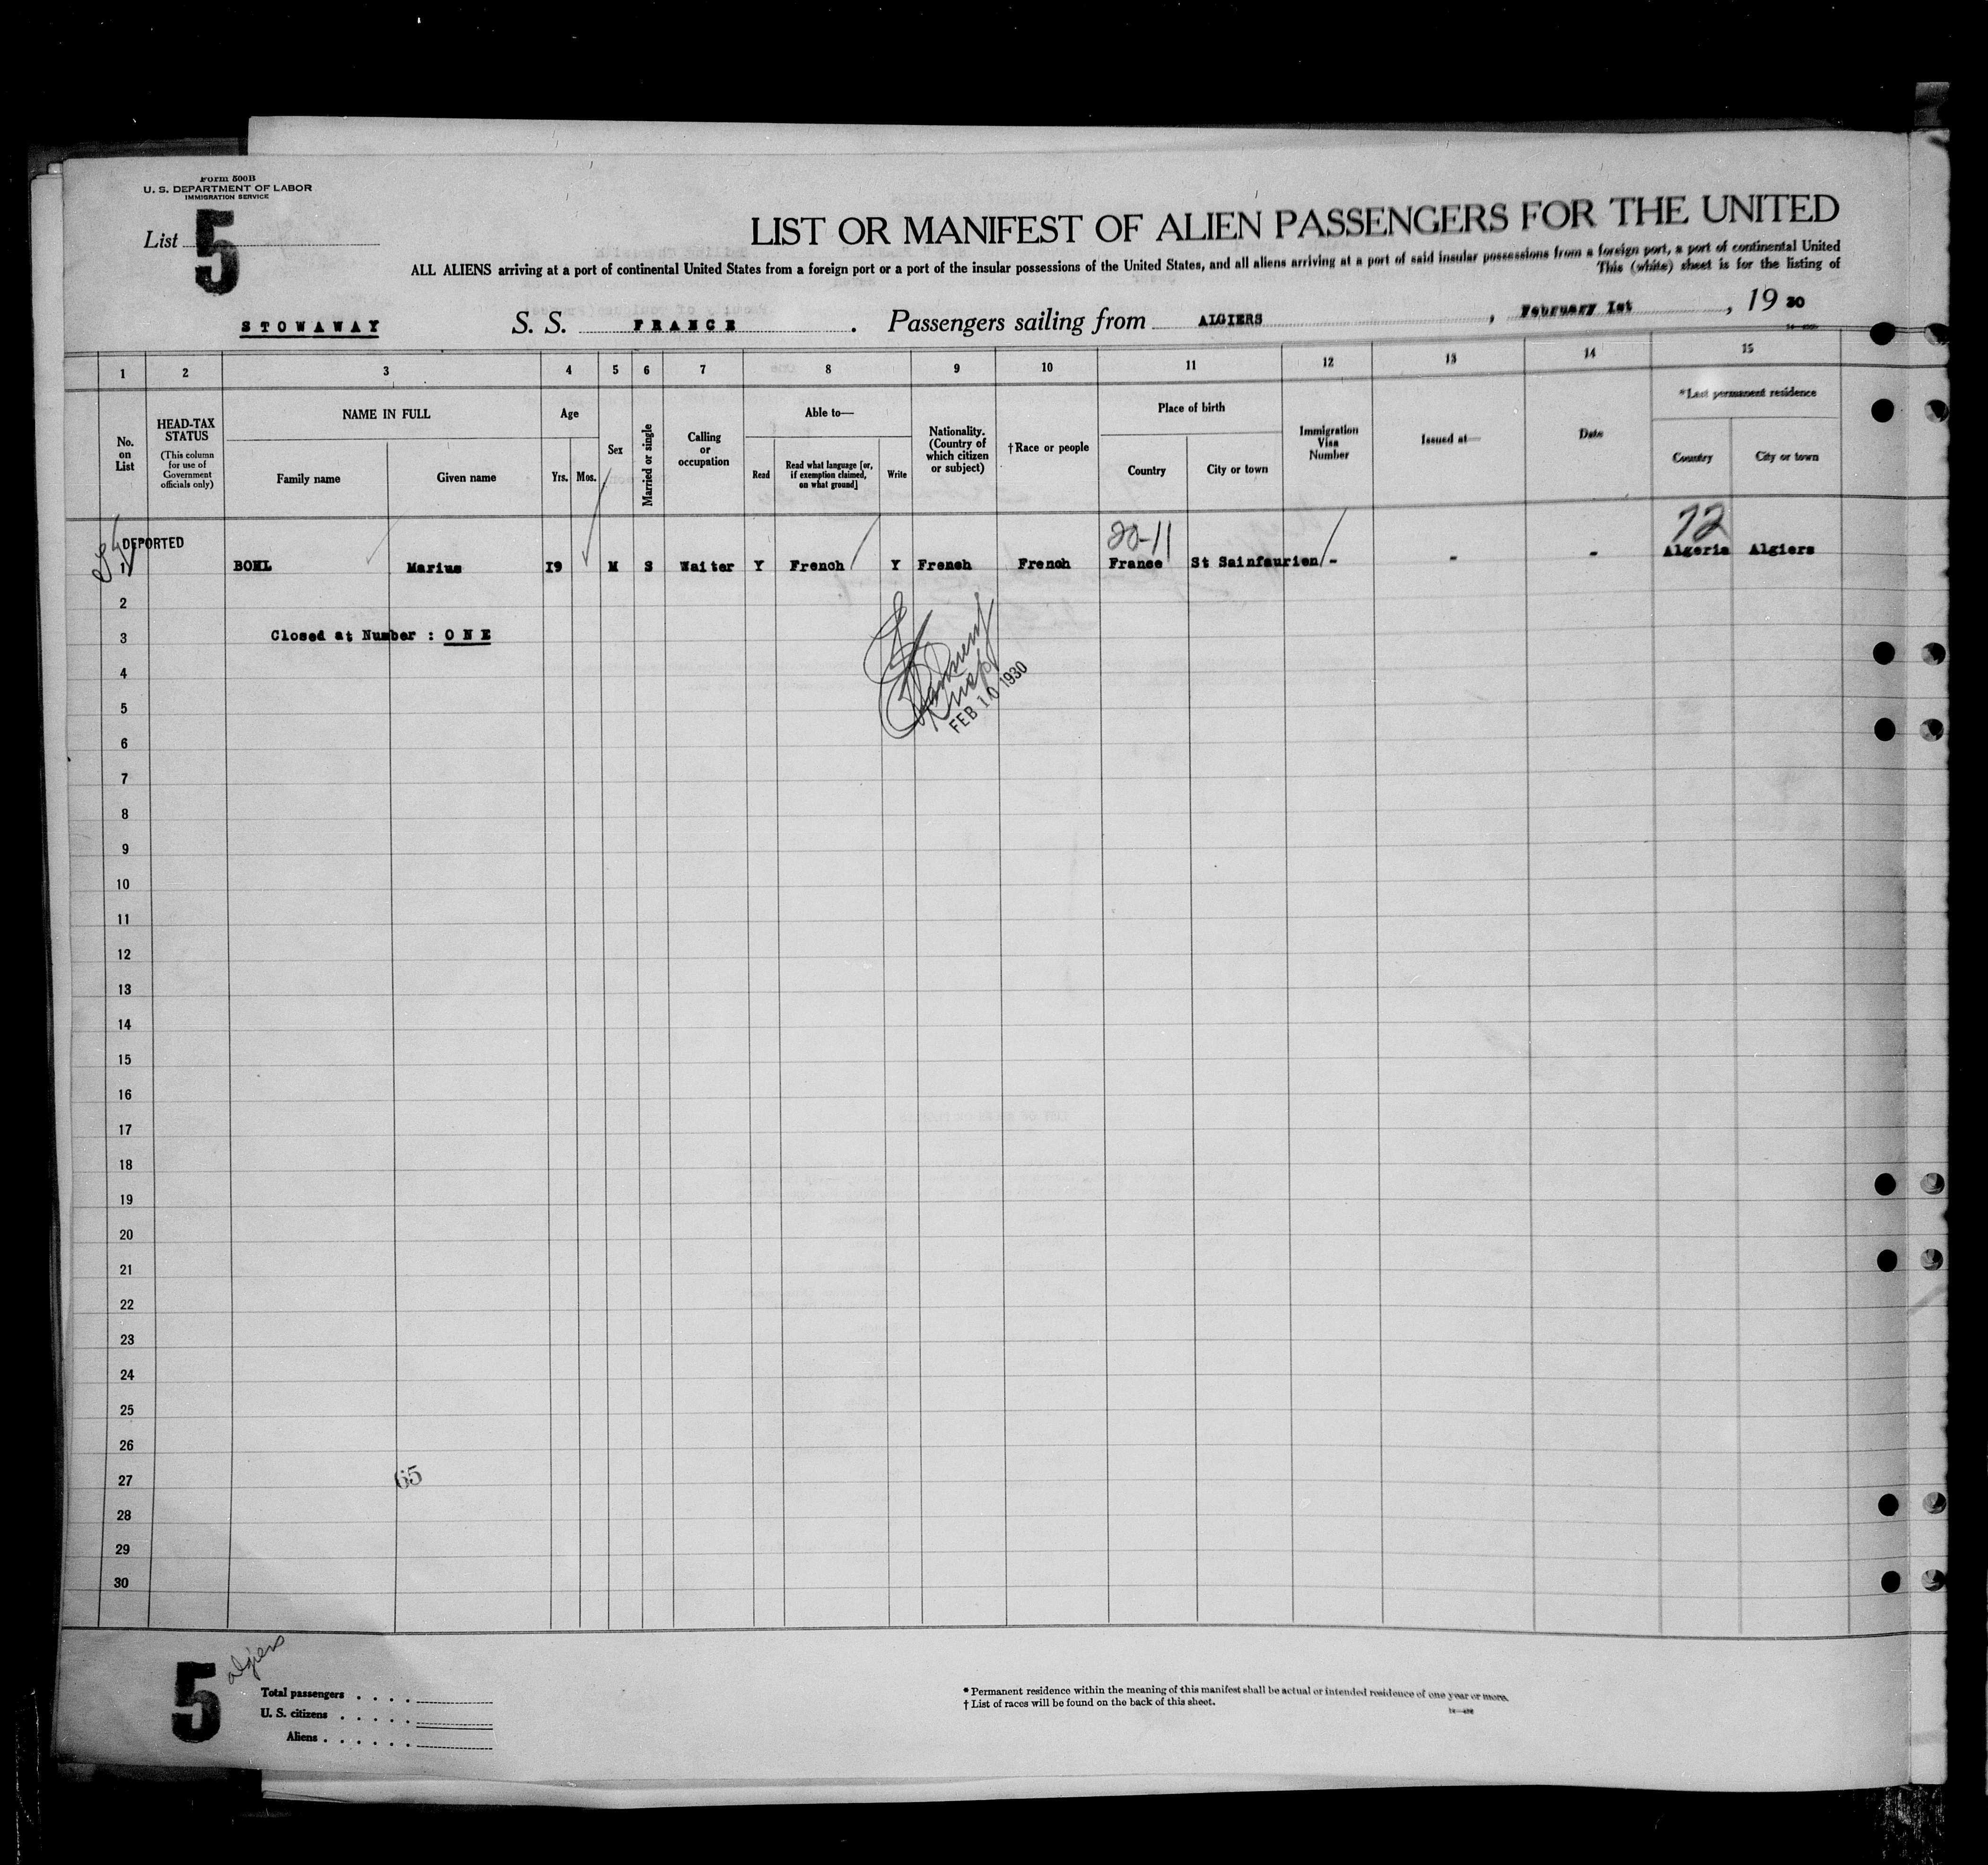 Form 500B
U. S. DEPARTMENT OF LABOR
IMMIGRATION SERVICE
List 5
LIST OR MANIFEST OF ALIEN PASSENGERS FOR THE UNITED
ALL ALIENS arriving at a port of continental United States from a foreign port or a port of the insular possessions of the United States, and all aliens arriving at a port of said insular possessions from a foreign port, a port of continental United
This (white) sheet is for the listing of
STOWAWAY S. S. FRANCE. Passengers sailing from ALGIERS, February 1st, 19 30
1 2 3 4 5 6 7 8 9 10 11 12 13 14 15
No. on List
HEAD-TAX STATUS
(This column for use of Government officials only)
NAME IN FULL
Family name Given name
Age
Yrs. Mos.
Sex
Married or single
Calling or occupation
Able to—
Read
Read what language [or, if exemption claimed, on what ground]
Write
Nationality. (Country of which citizen or subject)
†Race or people
Place of birth
Country City or town
Immigration Visa Number
Issued at—
Date
*Last permanent residence
Country City or town
DEPORTED 20-11 72
1 BOHL Marius 19 M S Waiter Y French Y French French France St Sainfaurien - - - Algeria Algiers
2
3 Closed at Number : ONE
4
5
FEB 10 1930
6
7
8
9
10
11
12
13
14
15
16
17
18
19
20
21
22
23
24
25
26
27 65
28
29
30
5 algiers
Total passengers . . . .
U. S. citizens . . . . .
Aliens . . . . . .
* Permanent residence within the meaning of this manifest shall be actual or intended residence of one year or more.
† List of races will be found on the back of this sheet.